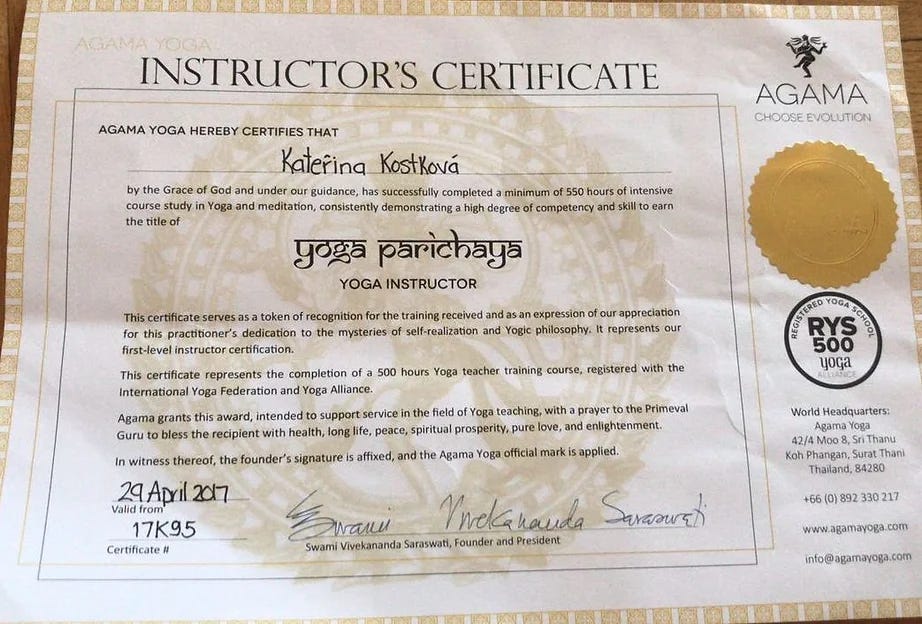 AGAMA YOGA
INSTRUCTOR'S CERTIFICATE
AGAMA YOGA HEREBY CERTIFIES THAT
Kateřina Kostková
by the Grace of God and under our guidance, has successfully completed a minimum of 550 hours of intensive
course study in Yoga and meditation, consistently demonstrating a high degree of competency and skill to earn
the title of
yoga parichaya
YOGA INSTRUCTOR
This certificate serves as a token of recognition for the training received and as an expression of our appreciation
for this practitioner's dedication to the mysteries of self-realization and Yogic philosophy. It represents our
first-level instructor certification.
This certificate represents the completion of a 500 hours Yoga teacher training course, registered with the
International Yoga Federation and Yoga Alliance.
Agama grants this award, intended to support service in the field of Yoga teaching, with a prayer to the Primeval
Guru to bless the recipient with health, long life, peace, spiritual prosperity, pure love, and enlightenment.
In witness thereof, the founder's signature is affixed, and the Agama Yoga official mark is applied.
29 April 2017
Valid from
17K95
Certificate #
Swami Vivekananda Saraswati
Swami Vivekananda Saraswati, Founder and President
AGAMA
CHOOSE EVOLUTION
REGISTERED YOGA SCHOOL
RYS
500
yoga
ALLIANCE
World Headquarters:
Agama Yoga
42/4 Moo 8, Sri Thanu
Koh Phangan, Surat Thani
Thailand, 84280
+66 (0) 892 330 217
www.agamayoga.com
info@agamayoga.com